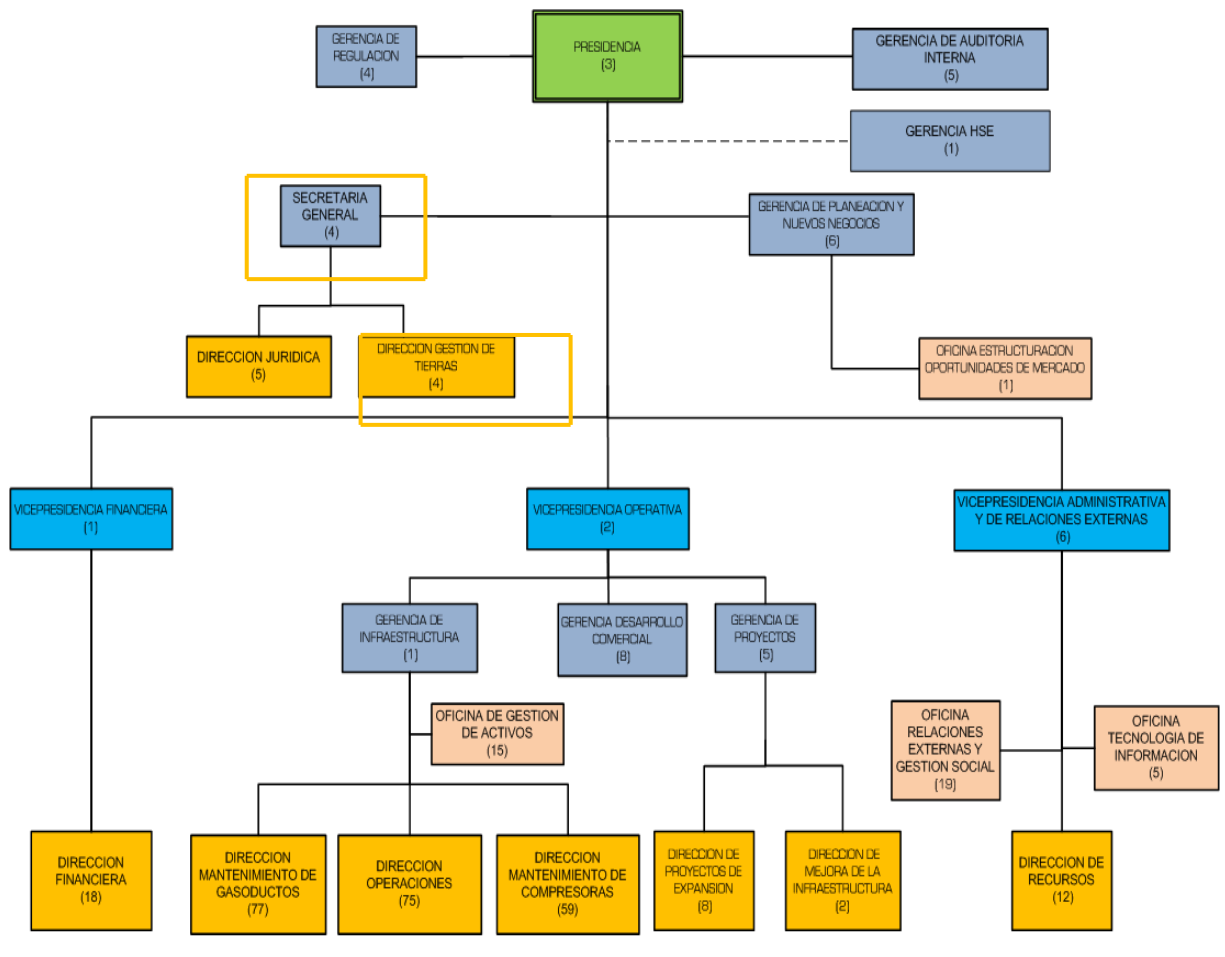 GERENCIA DE
REGULACION
(4)
PRESIDENCIA
(3)
GERENCIA DE AUDITORIA
INTERNA
(5)
GERENCIA HSE
(1)
SECRETARIA
GENERAL
(4)
GERENCIA DE PLANEACION Y
NUEVOS NEGOCIOS
(6)
DIRECCION JURIDICA
(5)
DIRECCION GESTION DE
TIERRAS
(4)
OFICINA ESTRUCTURACION
OPORTUNIDADES DE MERCADO
(1)
VICEPRESIDENCIA FINANCIERA
(1)
VICEPRESIDENCIA OPERATIVA
(2)
VICEPRESIDENCIA ADMINISTRATIVA
Y DE RELACIONES EXTERNAS
(6)
GERENCIA DE
INFRAESTRUCTURA
(1)
GERENCIA DESARROLLO
COMERCIAL
(8)
GERENCIA DE
PROYECTOS
(5)
OFICINA DE GESTION
DE ACTIVOS
(15)
OFICINA
RELACIONES
EXTERNAS Y
GESTION SOCIAL
(19)
OFICINA
TECNOLOGIA DE
INFORMACION
(5)
DIRECCION
FINANCIERA
(18)
DIRECCION
MANTENIMIENTO DE
GASODUCTOS
(77)
DIRECCION
OPERACIONES
(75)
DIRECCION
MANTENIMIENTO DE
COMPRESORAS
(59)
DIRECCION DE
PROYECTOS DE
EXPANSION
(8)
DIRECCION DE
MEJORA DE LA
INFRAESTRUCTURA
(2)
DIRECCION DE
RECURSOS
(12)